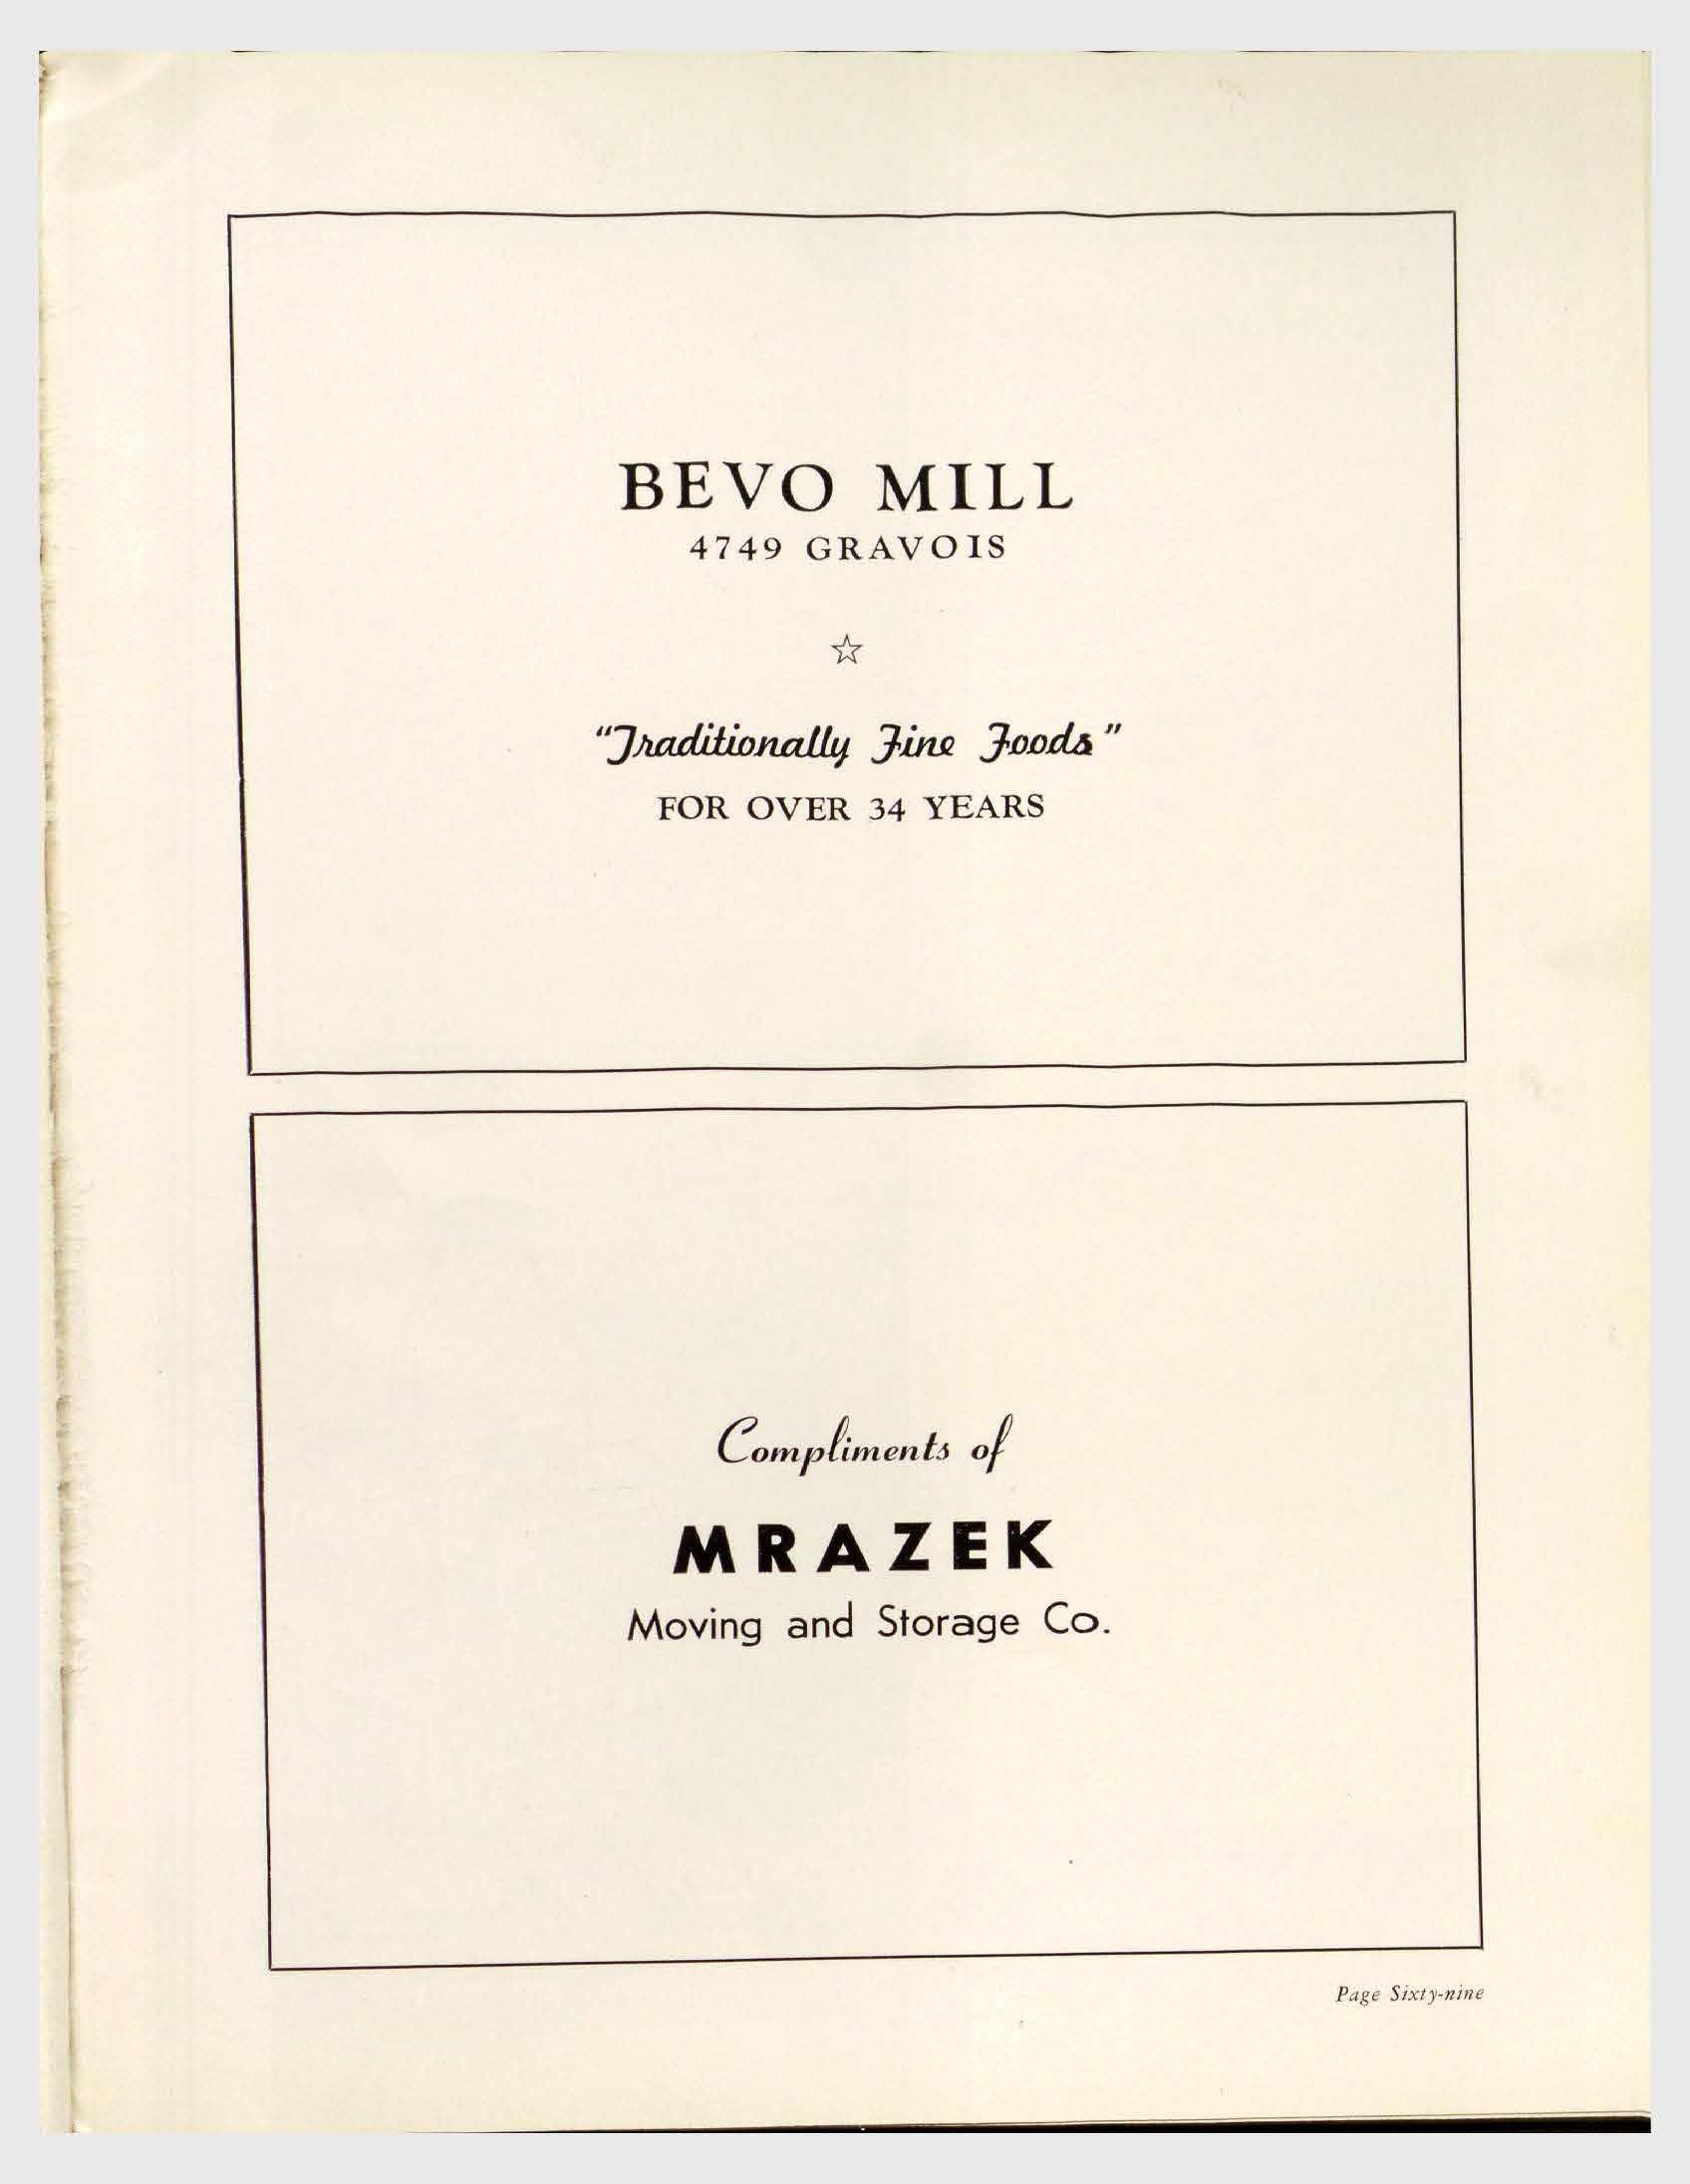 BEVO MILL
4749 GRAVOIS
☆
"Traditionally Fine Foods"
FOR OVER 34 YEARS
Compliments of
MRAZEK
Moving and Storage Co.
Page Sixty-nine